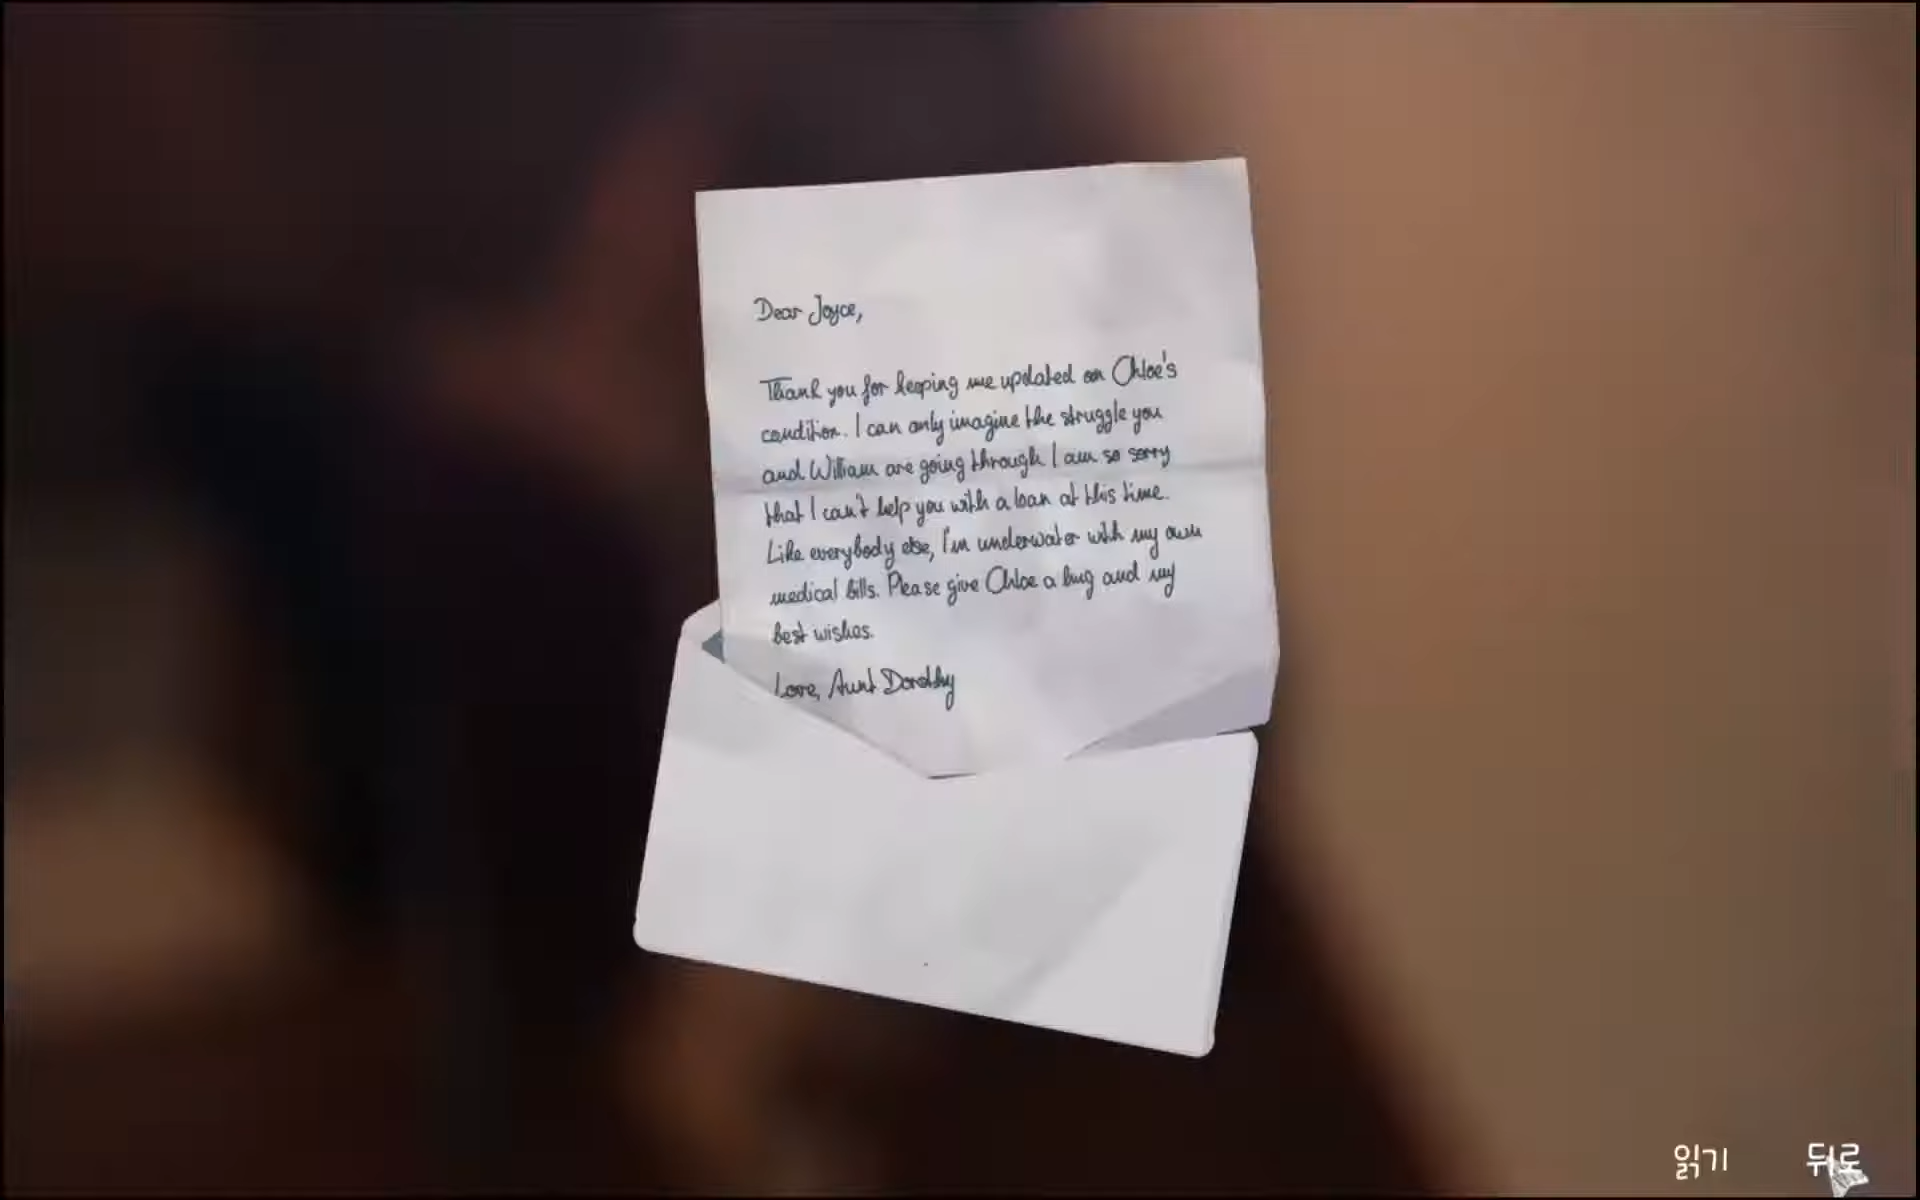 Dear Joyce,
Thank you for keeping me updated on Chloe's
condition. I can only imagine the struggle you
and William are going through. I am so sorry
that I can't help you with a loan at this time.
Like everybody else, I'm underwater with my own
medical bills. Please give Chloe a hug and my
best wishes.
Love, Aunt Dorothy
읽기 뒤로